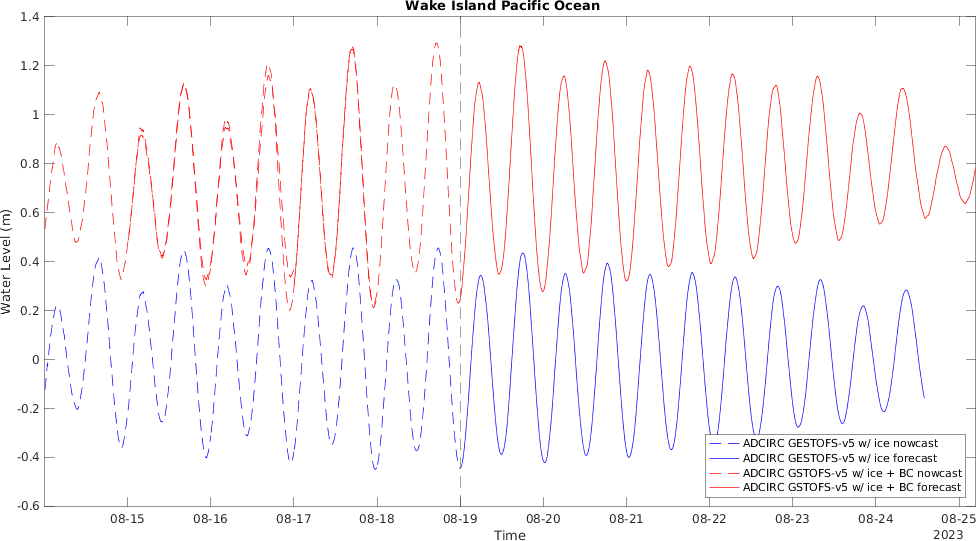 Wake Island Pacific Ocean
1.4
1.2
1
0.8
0.6
0.4
0.2
0
-0.2
-0.4
-0.6
Water Level (m)
08-15 08-16 08-17 08-18 08-19 08-20 08-21 08-22 08-23 08-24 08-25
Time
2023
ADCIRC GESTOFS-v5 w/ ice nowcast
ADCIRC GESTOFS-v5 w/ ice forecast
ADCIRC GSTOFS-v5 w/ ice + BC nowcast
ADCIRC GSTOFS-v5 w/ ice + BC forecast